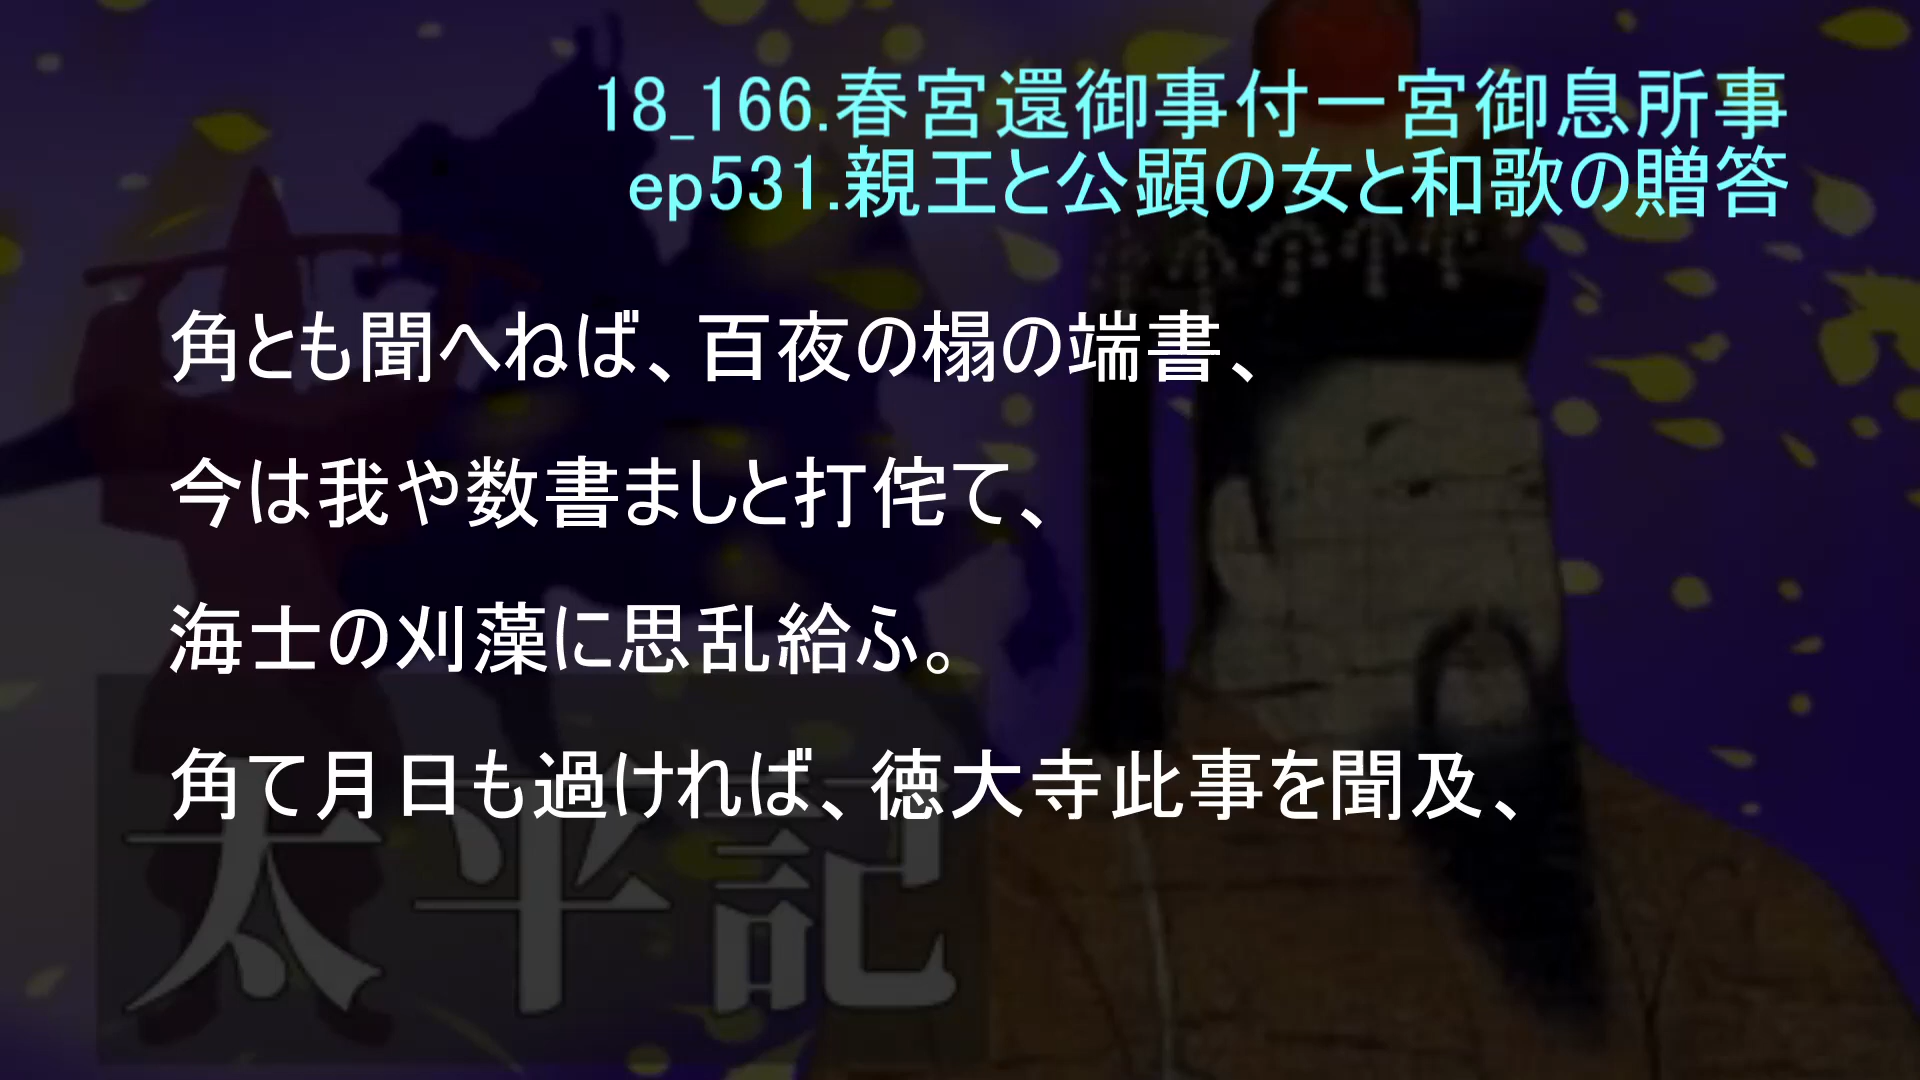 18_166.春宮還御事付一宮御息所事
ep531.親王と公顕の女と和歌の贈答
角とも聞へねば、百夜の榻の端書、
今は我や数書ましと打侘て、
海士の刈藻に思乱給ふ。
角て月日も過ければ、徳大寺此事を聞及、
太平記